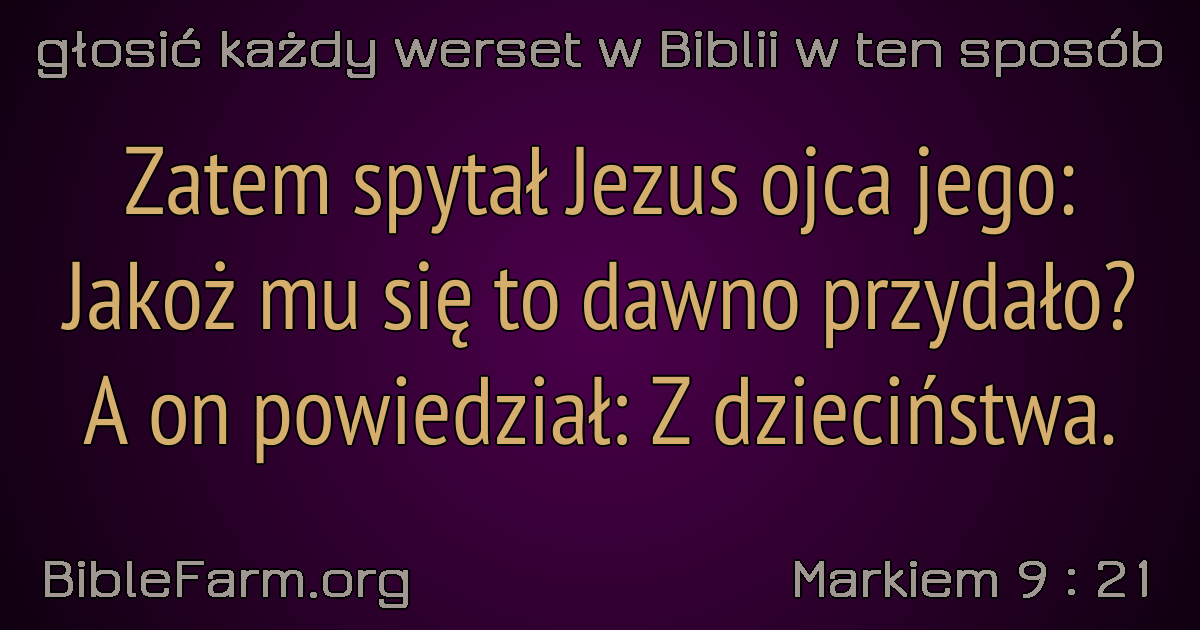 głosić każdy werset w Biblii w ten sposób
Zatem spytał Jezus ojca jego:
Jakoż mu się to dawno przydało?
A on powiedział: Z dzieciństwa.
BibleFarm.org
Markiem 9 : 21